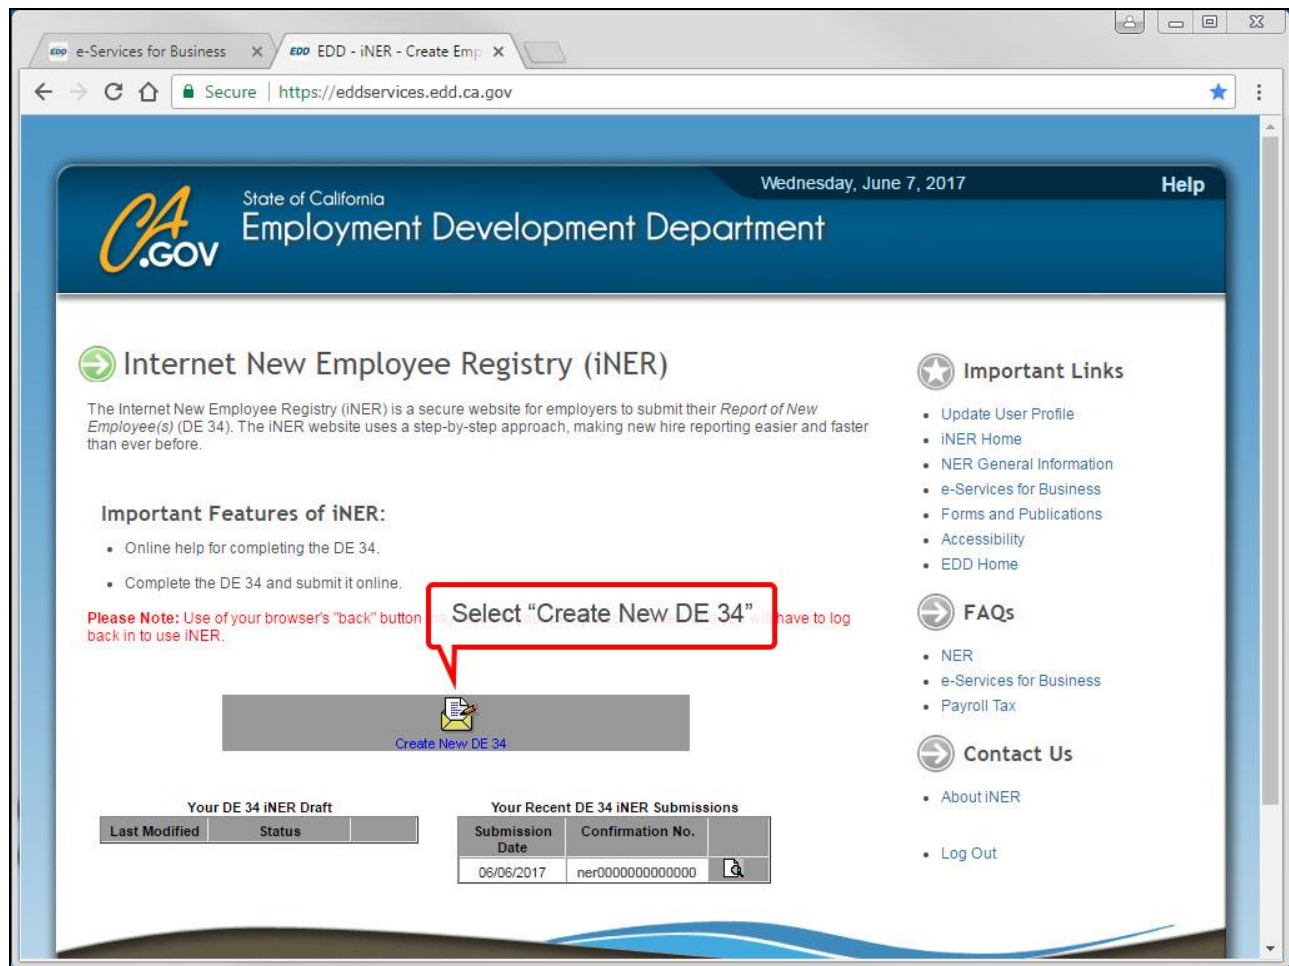 e-Services for Business
EDD - iNER - Create Emp
Secure | https://eddservices.edd.ca.gov
Wednesday, June 7, 2017
Help
CA
.GOV
State of California
Employment Development Department
Internet New Employee Registry (iNER)
The Internet New Employee Registry (iNER) is a secure website for employers to submit their Report of New
Employee(s) (DE 34). The iNER website uses a step-by-step approach, making new hire reporting easier and faster
than ever before.
Important Features of iNER:
• Online help for completing the DE 34.
• Complete the DE 34 and submit it online.
Please Note: Use of your browser's "back" button will have to log
back in to use iNER.
Select “Create New DE 34”
Create New DE 34
Your DE 34 iNER Draft
Last Modified Status
Your Recent DE 34 iNER Submissions
Submission Date Confirmation No.
06/06/2017 ner0000000000000
Important Links
• Update User Profile
• iNER Home
• NER General Information
• e-Services for Business
• Forms and Publications
• Accessibility
• EDD Home
FAQs
• NER
• e-Services for Business
• Payroll Tax
Contact Us
• About iNER
• Log Out